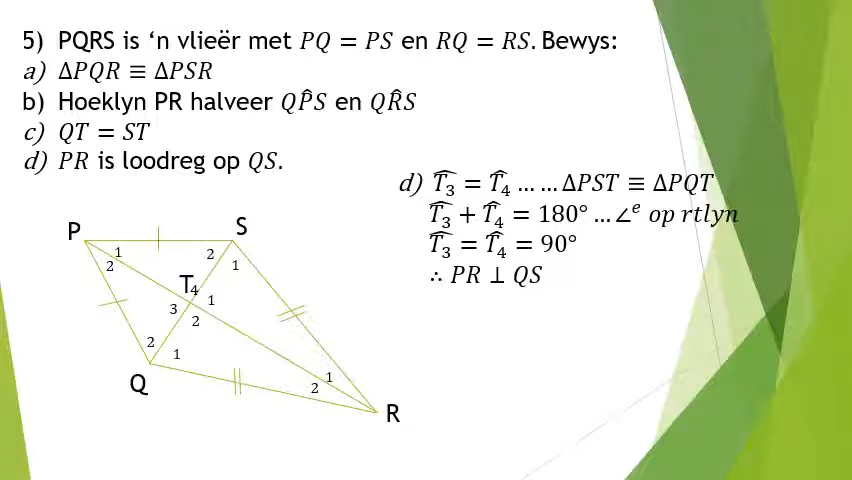 5) PQRS is ‘n vlieër met PQ = PS en RQ = RS. Bewys:
a) ΔPQR ≡ ΔPSR
b) Hoeklyn PR halveer QP̂S en QR̂S
c) QT = ST
d) PR is loodreg op QS.
d) T̂₃ = T̂₄ … … ΔPST ≡ ΔPQT
T̂₃ + T̂₄ = 180° … ∠ᵉ op rtlyn
T̂₃ = T̂₄ = 90°
∴ PR ⊥ QS
P
S
1
2
2
1
T
4
3
1
2
2
1
Q
1
2
R